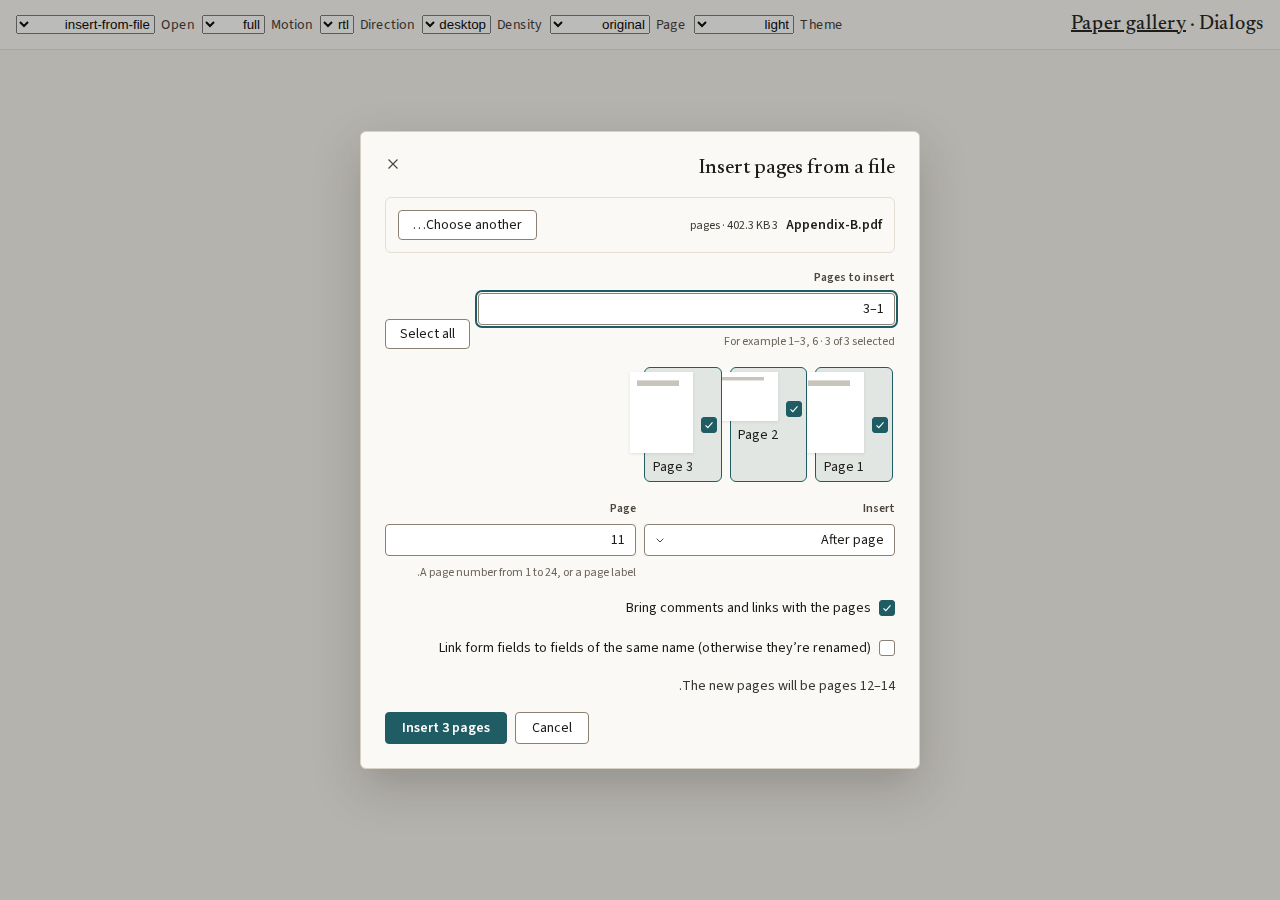 Paper gallery · Dialogs
Theme light Page original Density desktop Direction rtl Motion full Open insert-from-file
Insert pages from a file
Appendix-B.pdf 3 pages · 402.3 KB
Choose another…
Pages to insert
3–1
Select all
For example 1–3, 6 · 3 of 3 selected
Page 1
Page 2
Page 3
Insert
Page
After page
11
A page number from 1 to 24, or a page label.
Bring comments and links with the pages
Link form fields to fields of the same name (otherwise they’re renamed)
The new pages will be pages 12–14.
Cancel
Insert 3 pages